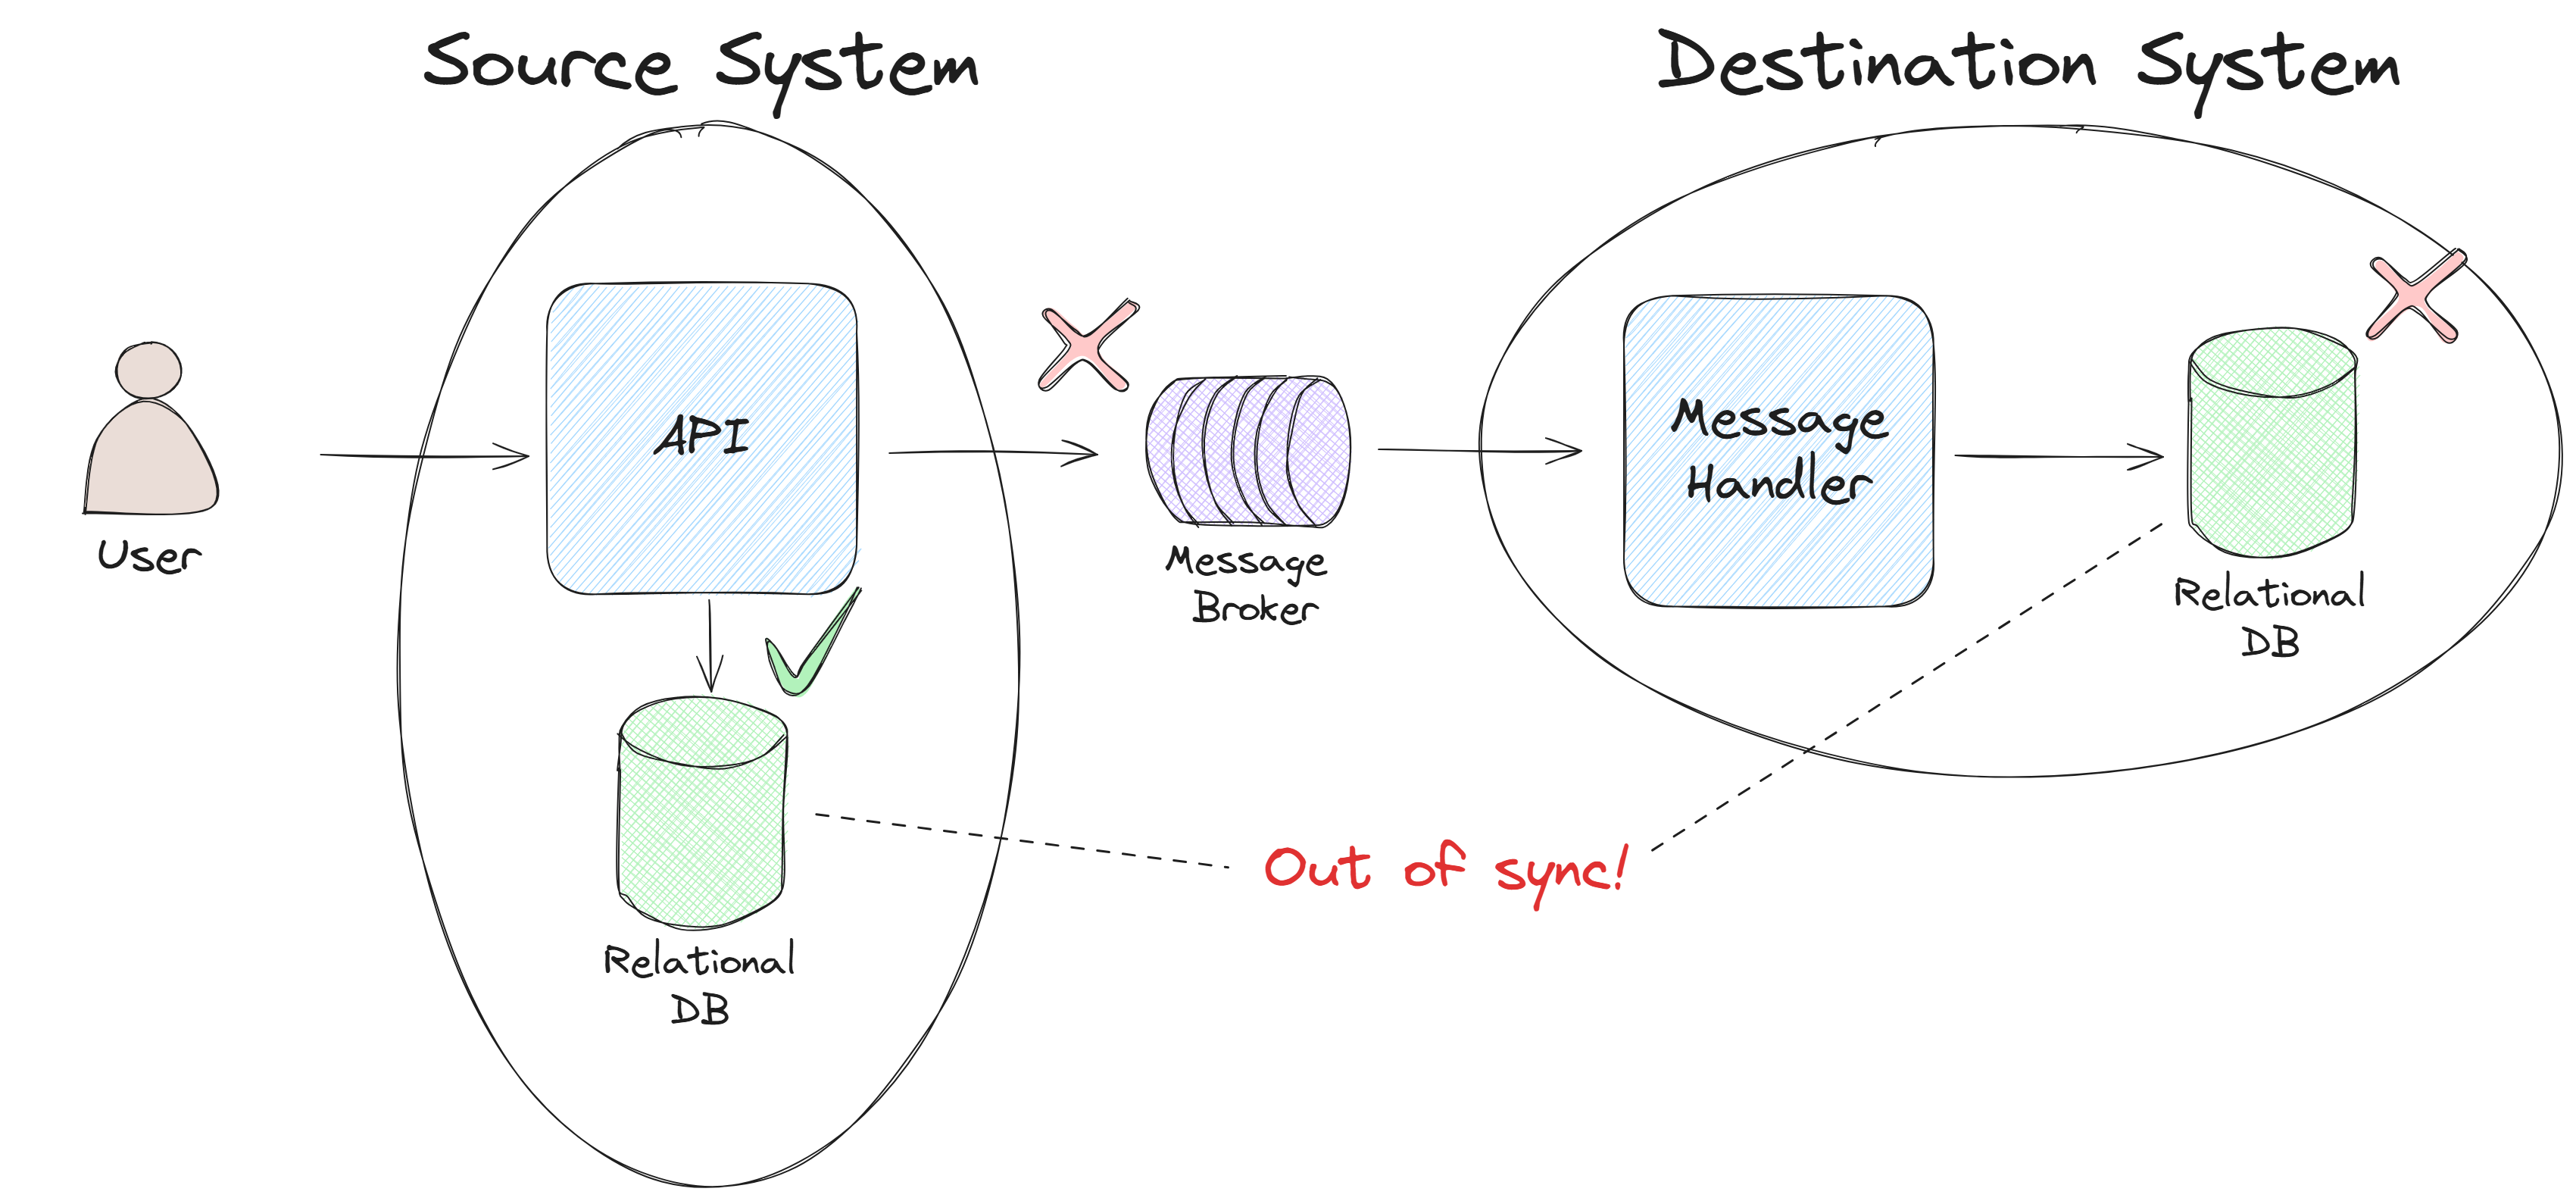 Source System
Destination System
User
API
Message
Broker
Message
Handler
Relational
DB
Relational
DB
Out of sync!